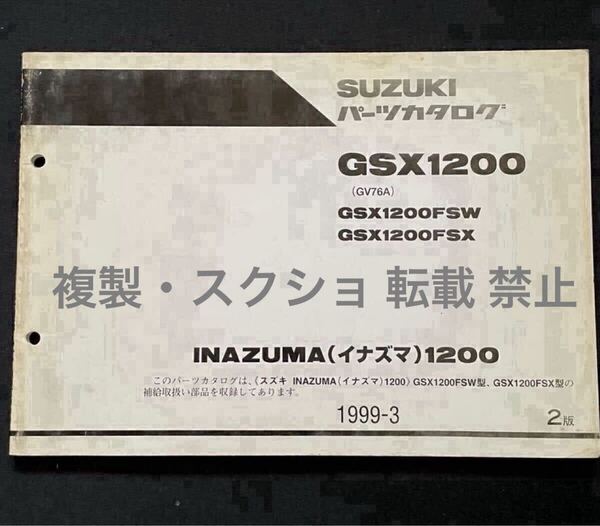 SUZUKI
パーツカタログ
GSX1200
(GV76A)
GSX1200FSW
GSX1200FSX
複製・スクショ 転載 禁止
INAZUMA(イナズマ)1200
このパーツカタログは、《スズキ INAZUMA(イナズマ)1200》GSX1200FSW型、GSX1200FSX型の
補給取扱い部品を収録してあります。
1999-3
2版